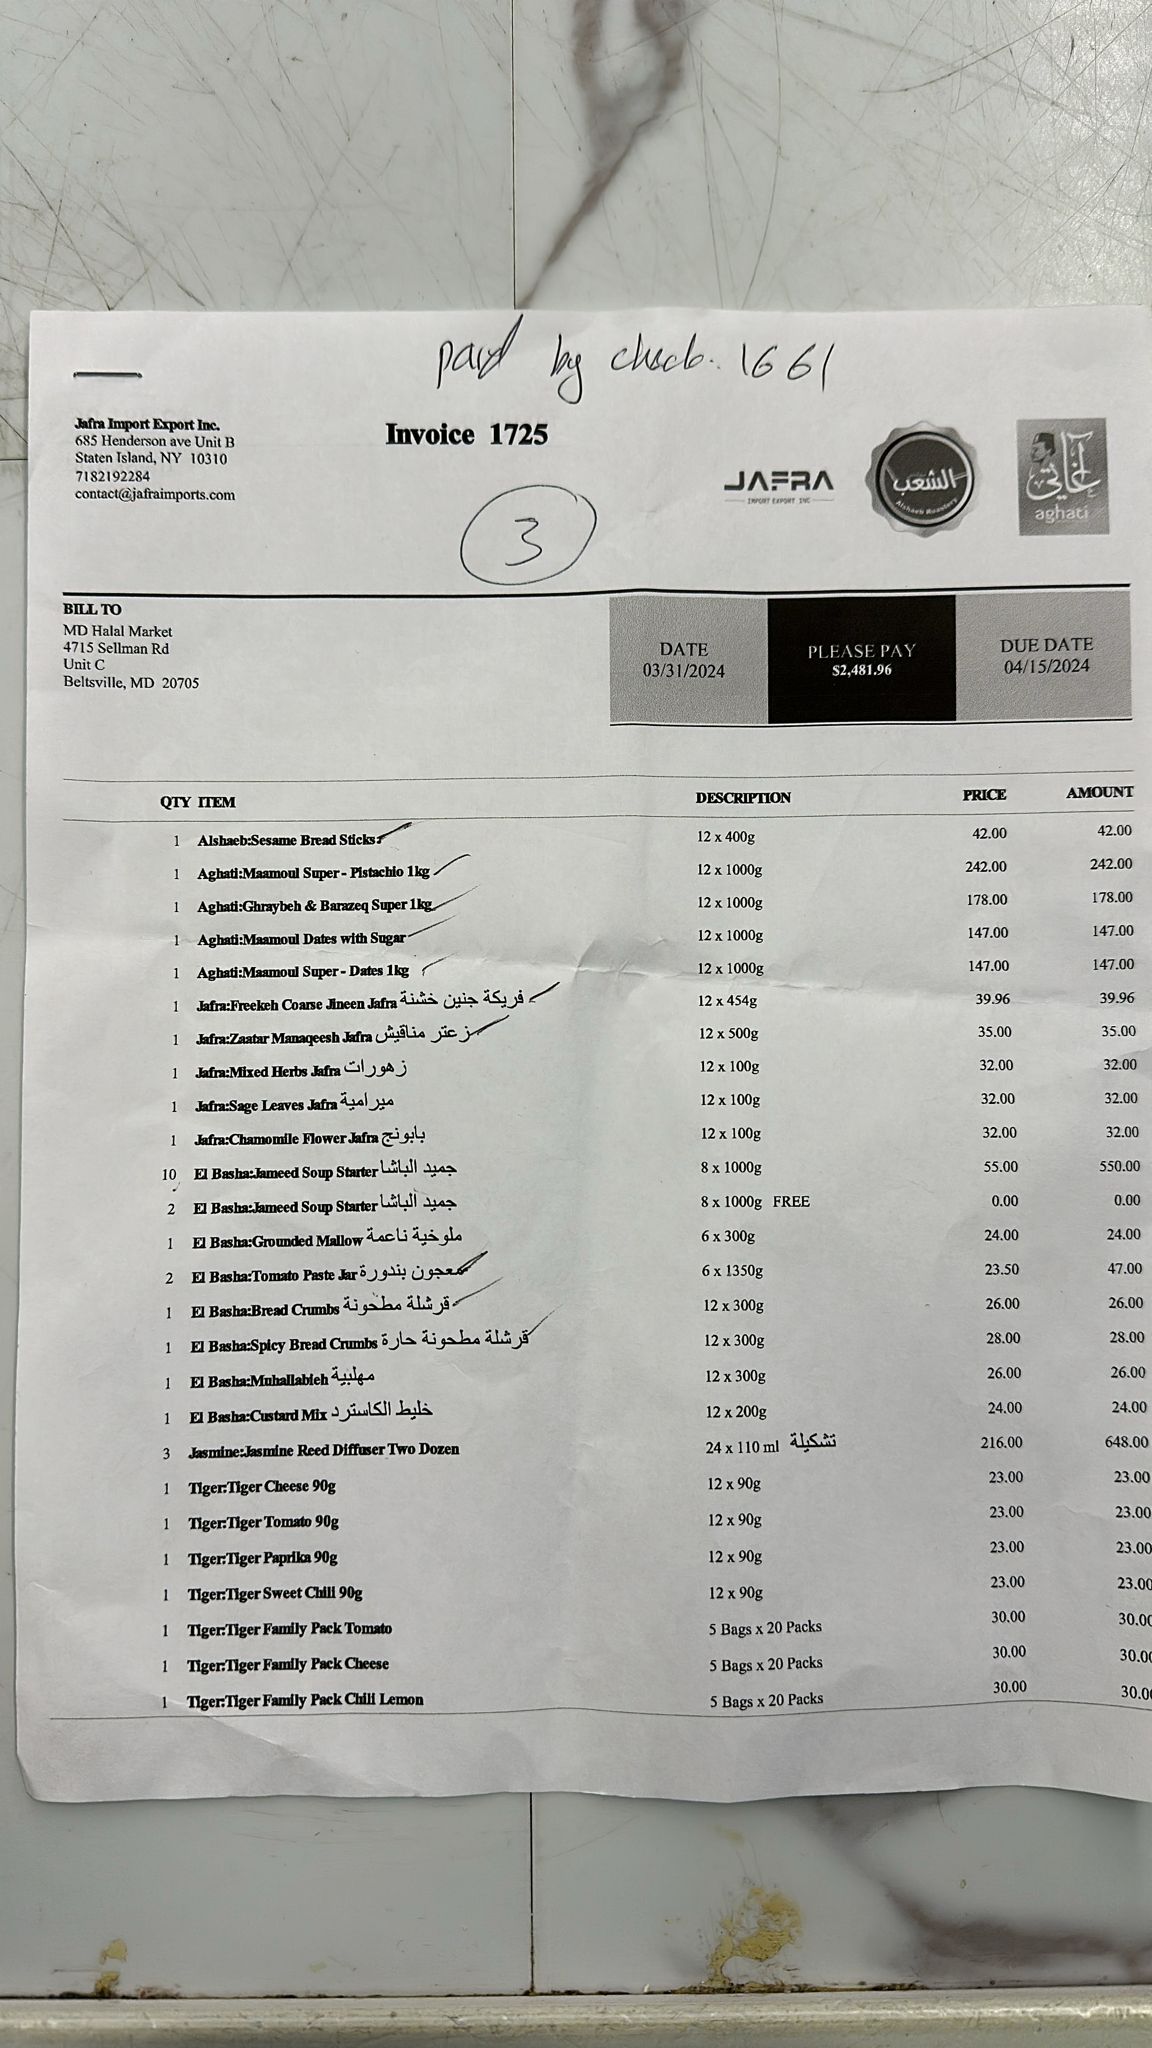 paid by check. 1661
Jafra Import Export Inc.
685 Henderson ave Unit B
Staten Island, NY 10310
7182192284
contact@jafraimports.com
Invoice 1725
3
JAFRA
IMPORT EXPORT INC
الشعب
Alshaeb Roastery
أغاتي
aghati
BILL TO
MD Halal Market
4715 Sellman Rd
Unit C
Beltsville, MD 20705
DATE
03/31/2024
PLEASE PAY
$2,481.96
DUE DATE
04/15/2024
QTY ITEM DESCRIPTION PRICE AMOUNT
1 Alshaeb:Sesame Bread Sticks 12 x 400g 42.00 42.00
1 Aghati:Maamoul Super - Pistachio 1kg 12 x 1000g 242.00 242.00
1 Aghati:Ghraybeh & Barazeq Super 1kg 12 x 1000g 178.00 178.00
1 Aghati:Maamoul Dates with Sugar 12 x 1000g 147.00 147.00
1 Aghati:Maamoul Super - Dates 1kg 12 x 1000g 147.00 147.00
1 Jafra:Freekeh Coarse Jineen Jafra فريكة جنين خشنة 12 x 454g 39.96 39.96
1 Jafra:Zaatar Manaqeesh Jafra زعتر مناقيش 12 x 500g 35.00 35.00
1 Jafra:Mixed Herbs Jafra زهورات 12 x 100g 32.00 32.00
1 Jafra:Sage Leaves Jafra ميرامية 12 x 100g 32.00 32.00
1 Jafra:Chamomile Flower Jafra بابونج 12 x 100g 32.00 32.00
10 El Basha:Jameed Soup Starter جميد الباشا 8 x 1000g 55.00 550.00
2 El Basha:Jameed Soup Starter جميد الباشا 8 x 1000g FREE 0.00 0.00
1 El Basha:Grounded Mallow ملوخية ناعمة 6 x 300g 24.00 24.00
2 El Basha:Tomato Paste Jar معجون بندورة 6 x 1350g 23.50 47.00
1 El Basha:Bread Crumbs قرشلة مطحونة 12 x 300g 26.00 26.00
1 El Basha:Spicy Bread Crumbs قرشلة مطحونة حارة 12 x 300g 28.00 28.00
1 El Basha:Muhallabieh مهلبية 12 x 300g 26.00 26.00
1 El Basha:Custard Mix خليط الكاسترد 12 x 200g 24.00 24.00
3 Jasmine:Jasmine Reed Diffuser Two Dozen 24 x 110 ml تشكيلة 216.00 648.00
1 Tiger:Tiger Cheese 90g 12 x 90g 23.00 23.00
1 Tiger:Tiger Tomato 90g 12 x 90g 23.00 23.00
1 Tiger:Tiger Paprika 90g 12 x 90g 23.00 23.00
1 Tiger:Tiger Sweet Chili 90g 12 x 90g 23.00 23.00
1 Tiger:Tiger Family Pack Tomato 5 Bags x 20 Packs 30.00 30.00
1 Tiger:Tiger Family Pack Cheese 5 Bags x 20 Packs 30.00 30.00
1 Tiger:Tiger Family Pack Chili Lemon 5 Bags x 20 Packs 30.00 30.00